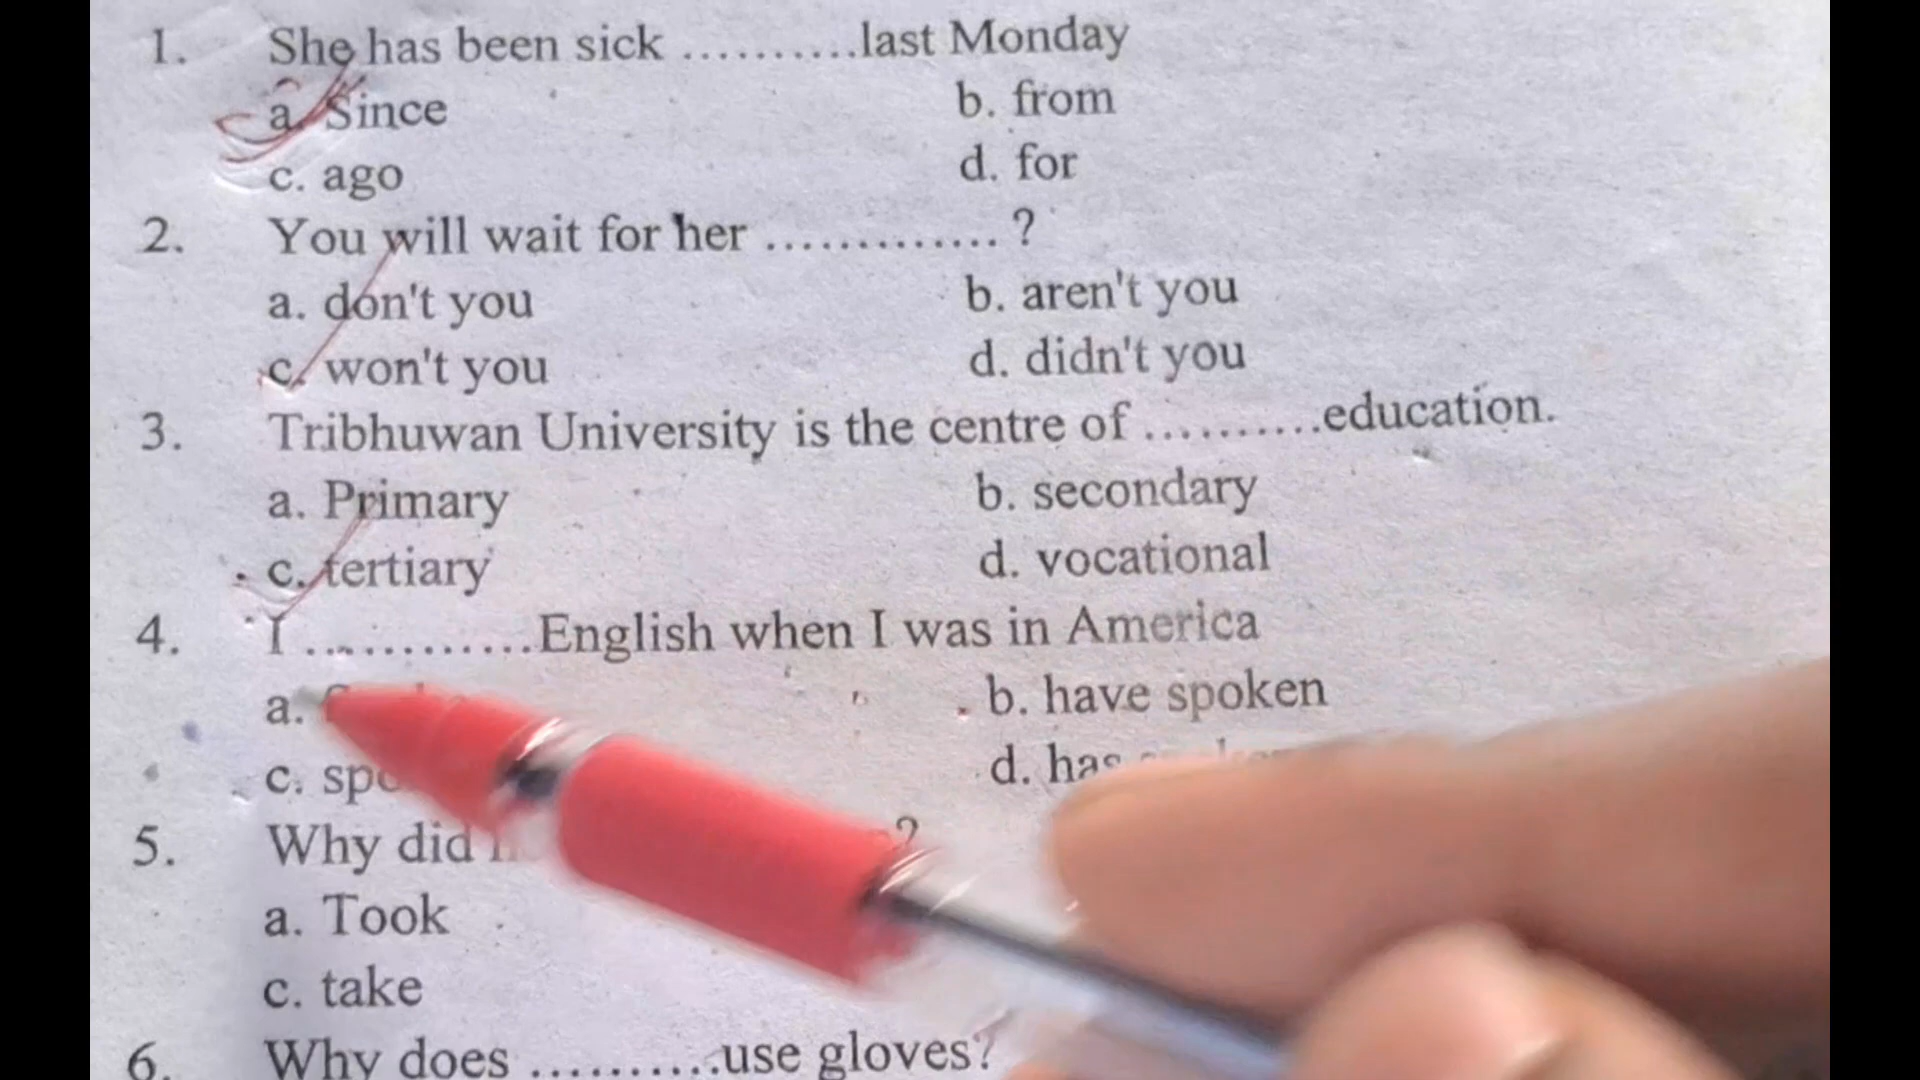 1. She has been sick ..........last Monday
a. Since b. from
c. ago d. for
2. You will wait for her ............. ?
a. don't you b. aren't you
c. won't you d. didn't you
3. Tribhuwan University is the centre of ..........education.
a. Primary b. secondary
c. tertiary d. vocational
4. I .............English when I was in America
a. b. have spoken
c. d. has
5. Why did ?
a. Took
c. take
6. Why does ..........use gloves?